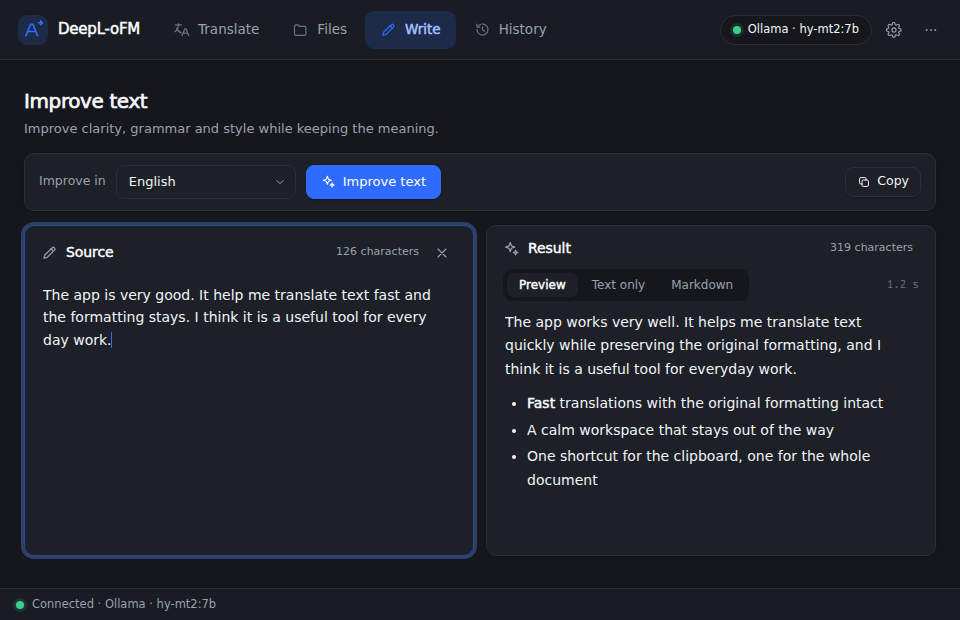 DeepL-oFM
Translate
Files
Write
History
Ollama · hy-mt2:7b
Improve text
Improve clarity, grammar and style while keeping the meaning.
Improve in
English
Improve text
Copy
Source
126 characters
The app is very good. It help me translate text fast and
the formatting stays. I think it is a useful tool for every
day work.
Result
319 characters
Preview
Text only
Markdown
1.2 s
The app works very well. It helps me translate text
quickly while preserving the original formatting, and I
think it is a useful tool for everyday work.
• Fast translations with the original formatting intact
• A calm workspace that stays out of the way
• One shortcut for the clipboard, one for the whole
document
Connected · Ollama · hy-mt2:7b